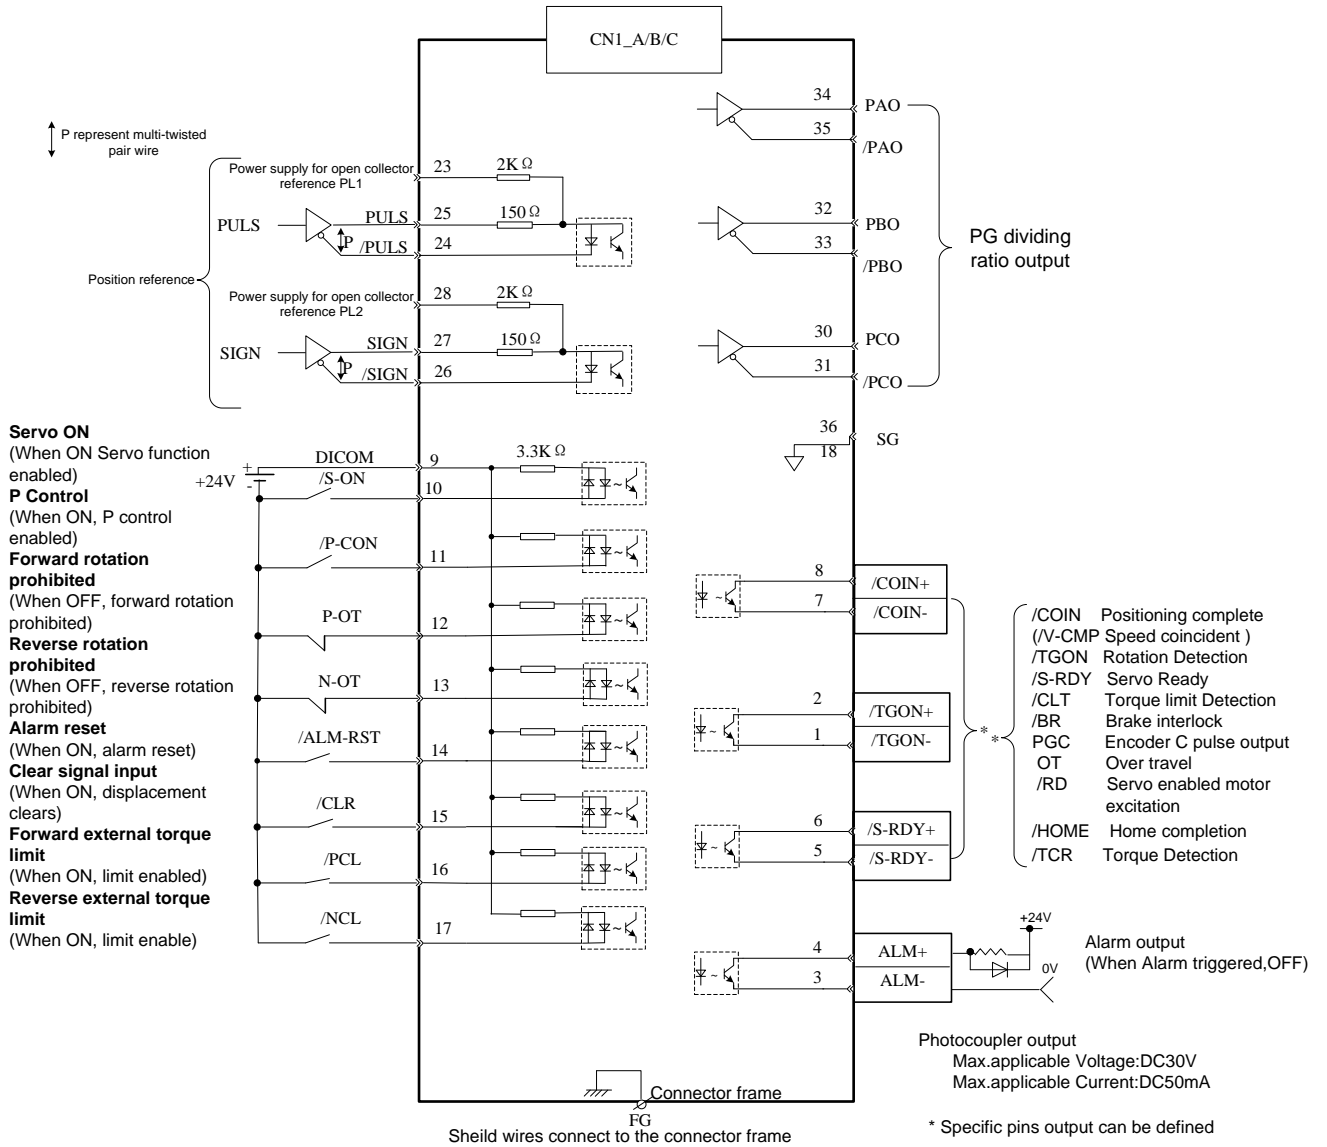 CN1_A/B/C
P represent multi-twisted
pair wire
Position reference
Power supply for open collector
reference PL1
23
2K Ω
PULS
PULS
25
150 Ω
P
/PULS
24
Power supply for open collector
reference PL2
28
2K Ω
SIGN
SIGN
27
150 Ω
P
/SIGN
26
34
PAO
35
/PAO
32
PBO
33
/PBO
30
PCO
31
/PCO
PG dividing
ratio output
36
18
SG
Servo ON
(When ON Servo function
enabled)
P Control
(When ON, P control
enabled)
Forward rotation
prohibited
(When OFF, forward rotation
prohibited)
Reverse rotation
prohibited
(When OFF, reverse rotation
prohibited)
Alarm reset
(When ON, alarm reset)
Clear signal input
(When ON, displacement
clears)
Forward external torque
limit
(When ON, limit enabled)
Reverse external torque
limit
(When ON, limit enable)
+24V
+
-
DICOM
9
3.3K Ω
/S-ON
10
~
/P-CON
11
~
P-OT
12
~
N-OT
13
~
/ALM-RST
14
~
/CLR
15
~
/PCL
16
~
/NCL
17
~
~
8
/COIN+
7
/COIN-
~
2
/TGON+
1
/TGON-
~
6
/S-RDY+
5
/S-RDY-
~
4
ALM+
3
ALM-
* *
/COIN Positioning complete
(/V-CMP Speed coincident )
/TGON Rotation Detection
/S-RDY Servo Ready
/CLT Torque limit Detection
/BR Brake interlock
PGC Encoder C pulse output
OT Over travel
/RD Servo enabled motor
excitation
/HOME Home completion
/TCR Torque Detection
+24V
0V
Alarm output
(When Alarm triggered,OFF)
Photocoupler output
Max.applicable Voltage:DC30V
Max.applicable Current:DC50mA
* Specific pins output can be defined
Connector frame
FG
Sheild wires connect to the connector frame